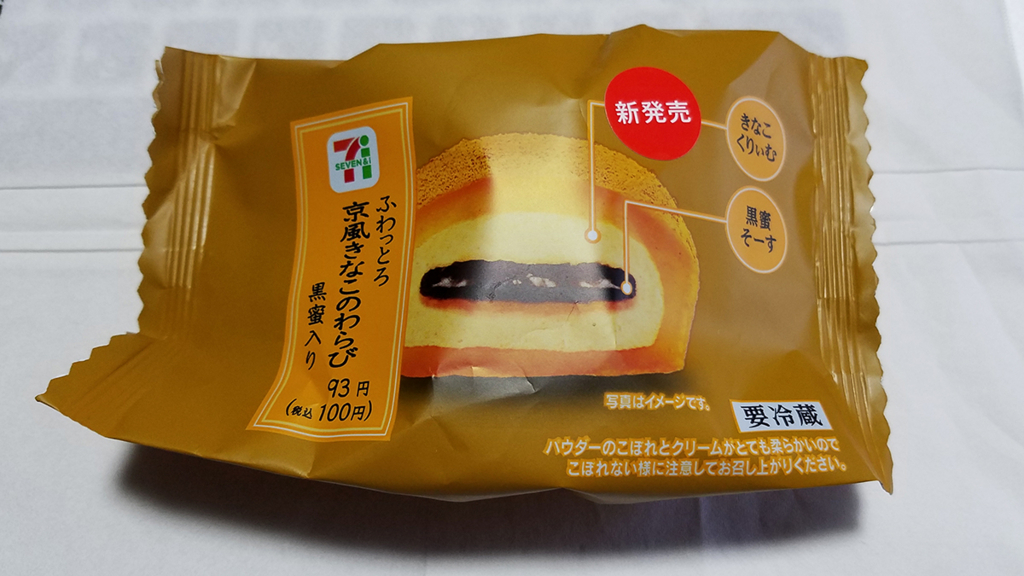 SEVEN&i
ふわっとろ
京風きなこのわらび
黒蜜入り
93円
(税込100円)
新発売
きなこ
くりぃむ
黒蜜
そーす
写真はイメージです。
要冷蔵
パウダーのこぼれとクリームがとても柔らかいので
こぼれない様に注意してお召し上がりください。